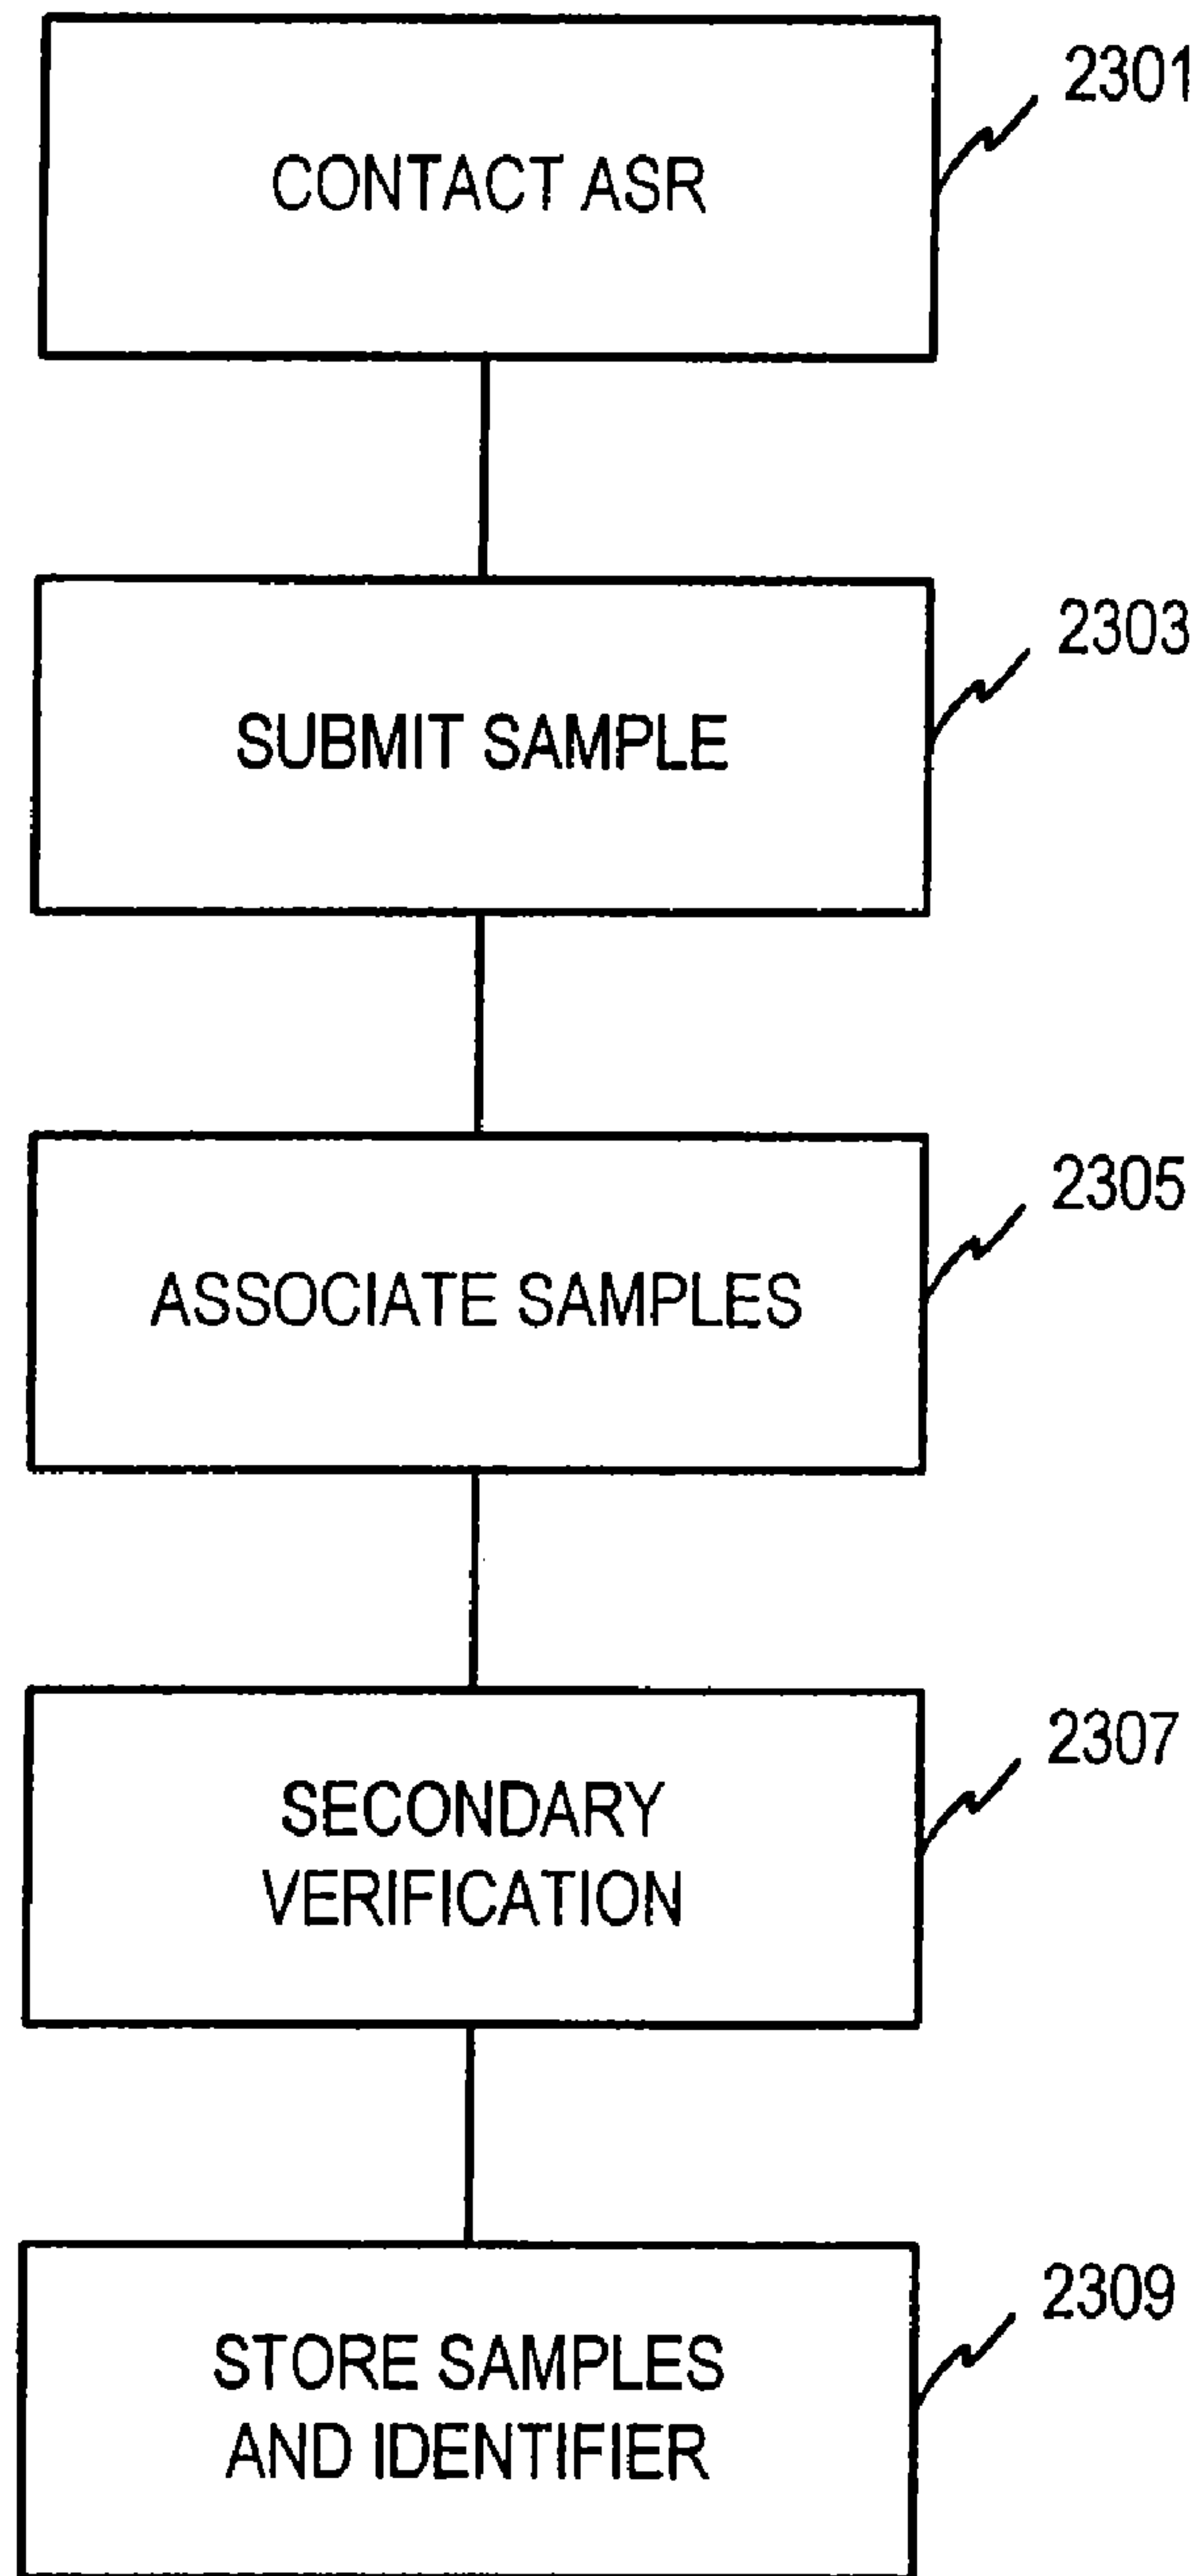 2301
CONTACT ASR
2303
SUBMIT SAMPLE
2305
ASSOCIATE SAMPLES
2307
SECONDARY
VERIFICATION
2309
STORE SAMPLES
AND IDENTIFIER